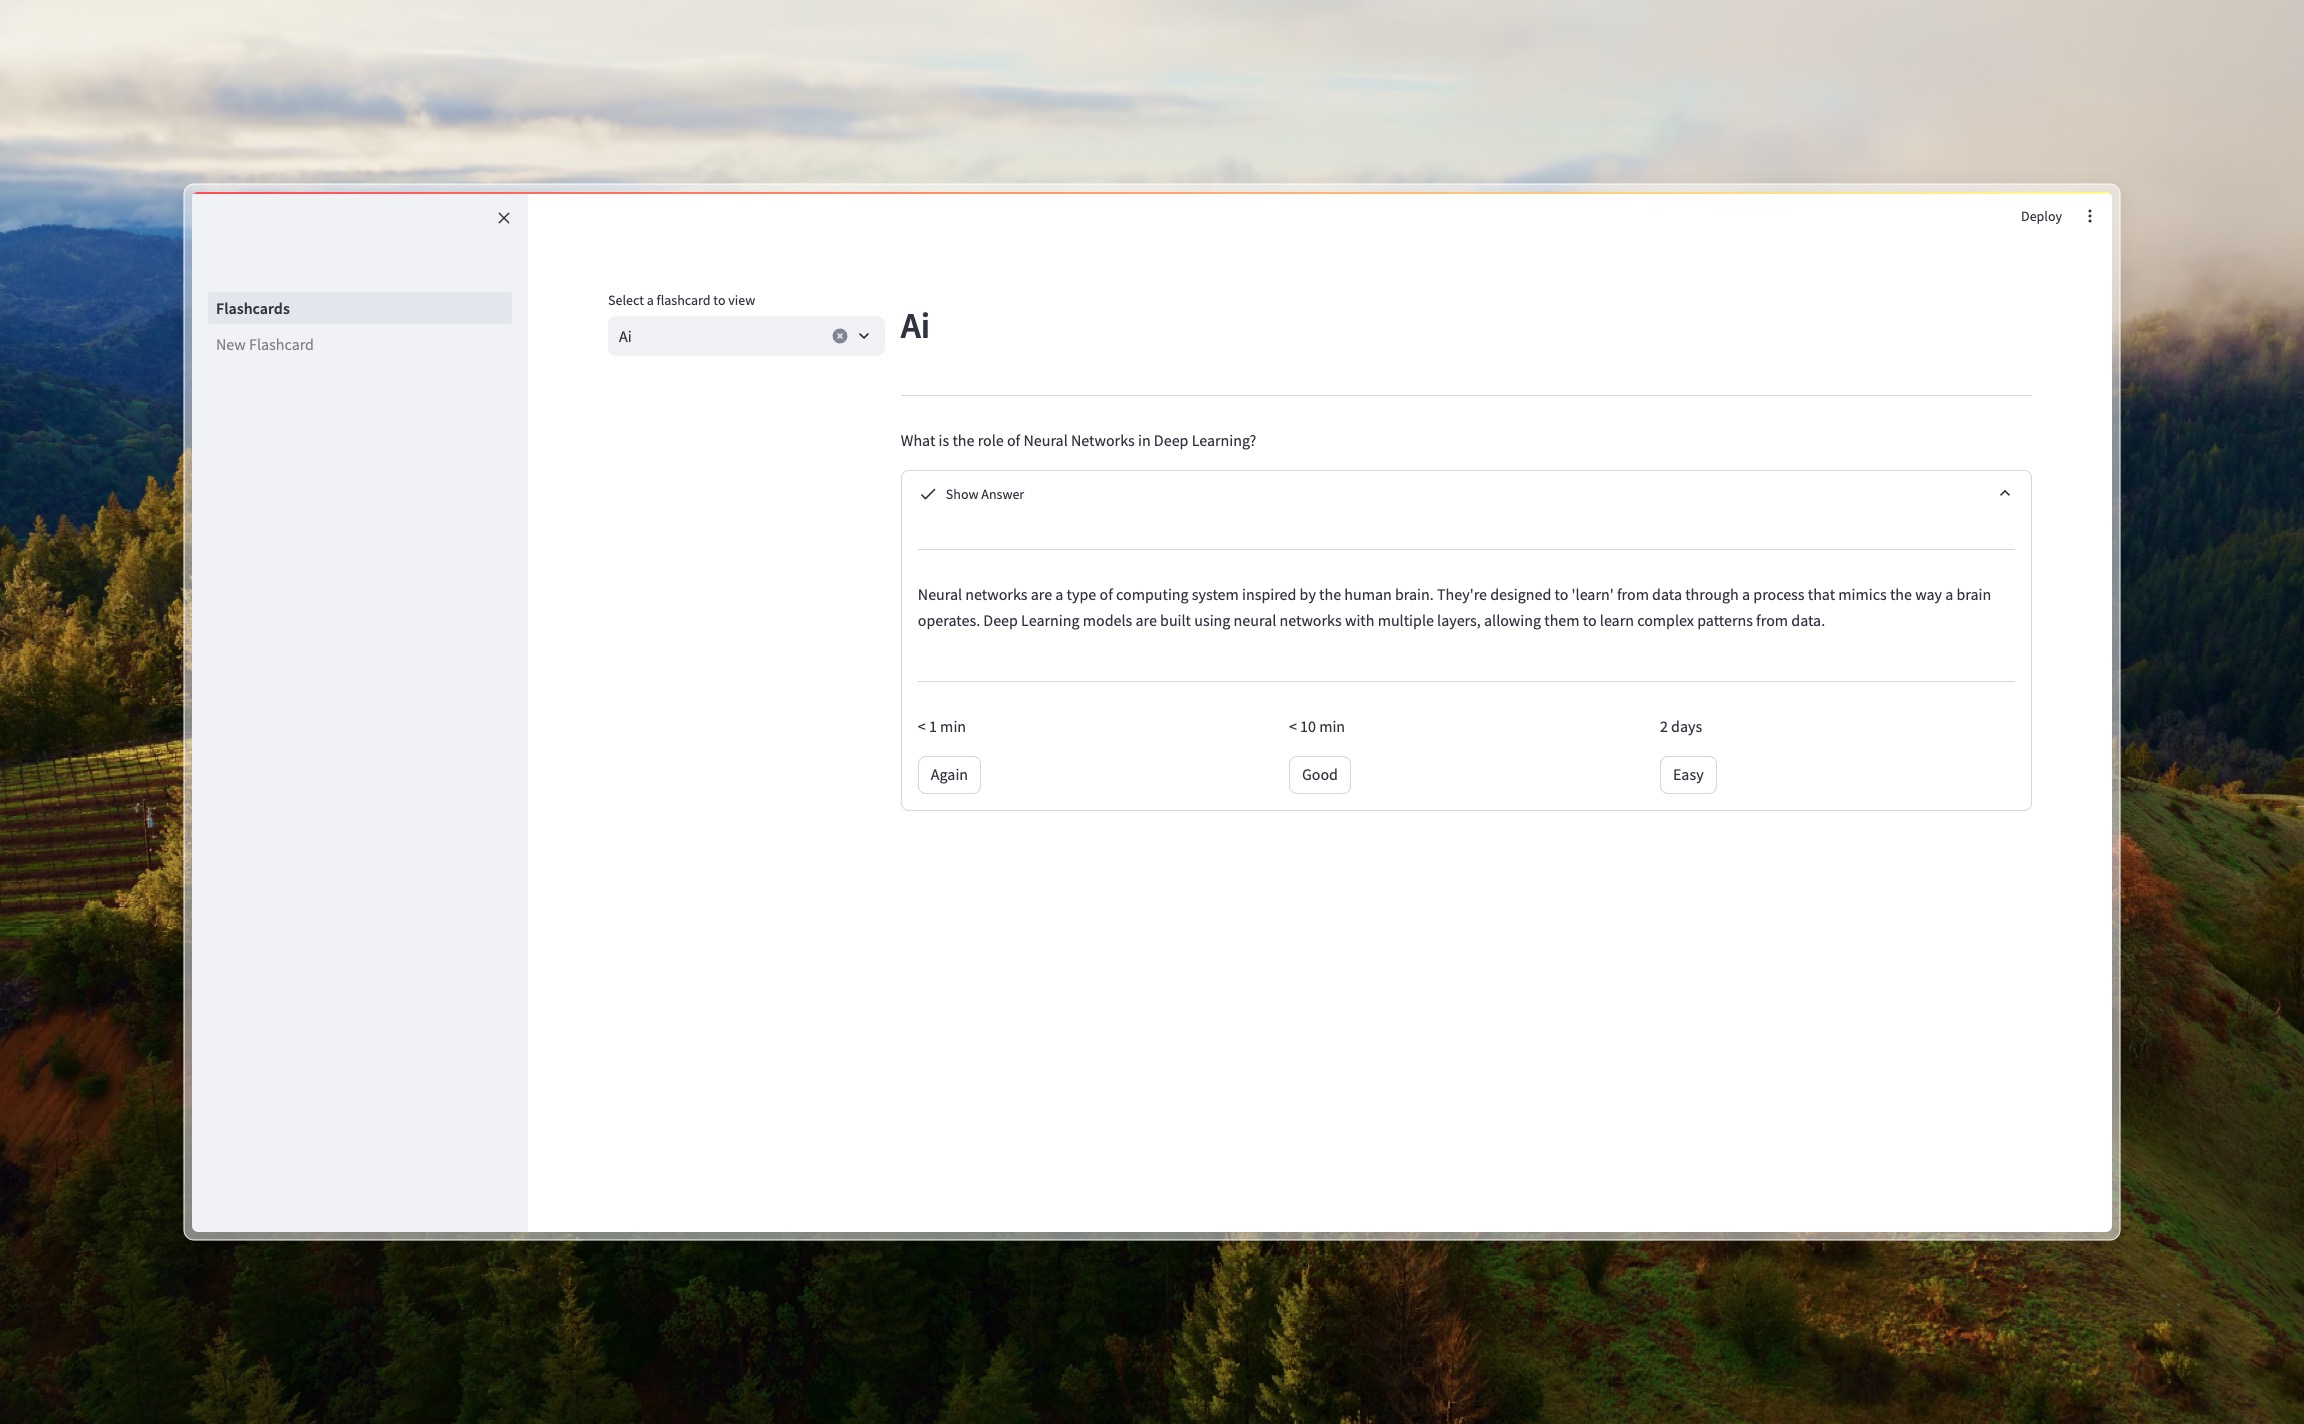 Deploy
Flashcards
New Flashcard
Select a flashcard to view
Ai
Ai
What is the role of Neural Networks in Deep Learning?
Show Answer
Neural networks are a type of computing system inspired by the human brain. They're designed to 'learn' from data through a process that mimics the way a brain
operates. Deep Learning models are built using neural networks with multiple layers, allowing them to learn complex patterns from data.
< 1 min
Again
< 10 min
Good
2 days
Easy